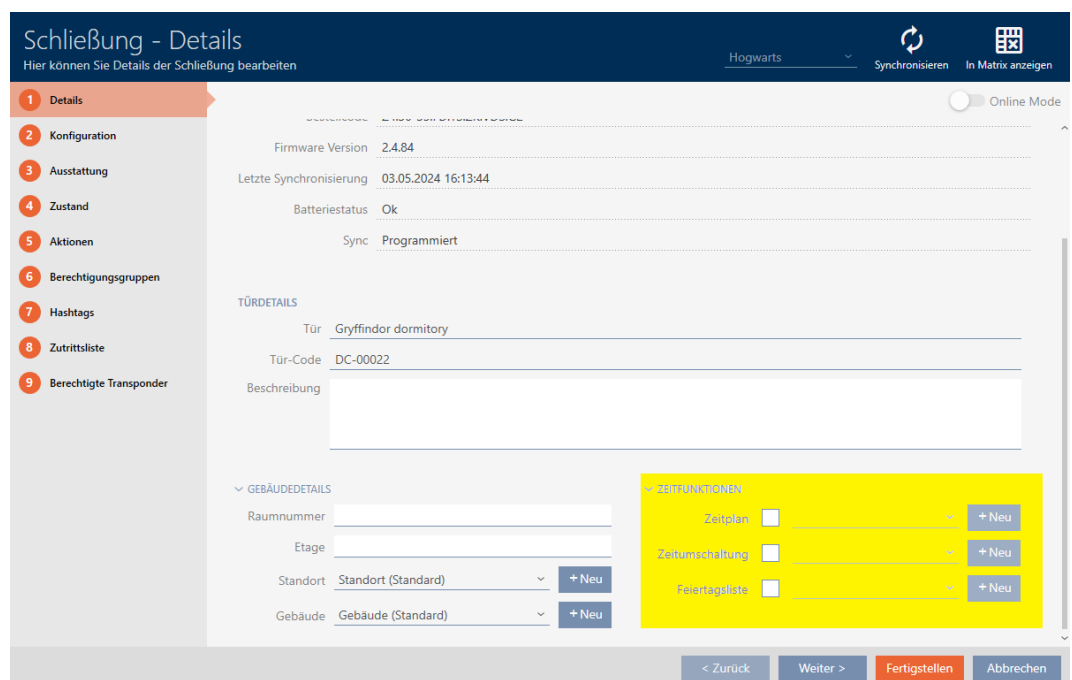 Schließung - Details
Hier können Sie Details der Schließung bearbeiten
Hogwarts
Synchronisieren
In Matrix anzeigen
1 Details
2 Konfiguration
3 Ausstattung
4 Zustand
5 Aktionen
6 Berechtigungsgruppen
7 Hashtags
8 Zutrittsliste
9 Berechtigte Transponder
Online Mode
Firmware Version 2.4.84
Letzte Synchronisierung 03.05.2024 16:13:44
Batteriestatus Ok
Sync Programmiert
TÜRDETAILS
Tür Gryffindor dormitory
Tür-Code DC-00022
Beschreibung
GEBÄUDEDETAILS
Raumnummer
Etage
Standort Standort (Standard) +Neu
Gebäude Gebäude (Standard) +Neu
ZEITFUNKTIONEN
Zeitplan +Neu
Zeitumschaltung +Neu
Feiertagsliste +Neu
< Zurück
Weiter >
Fertigstellen
Abbrechen